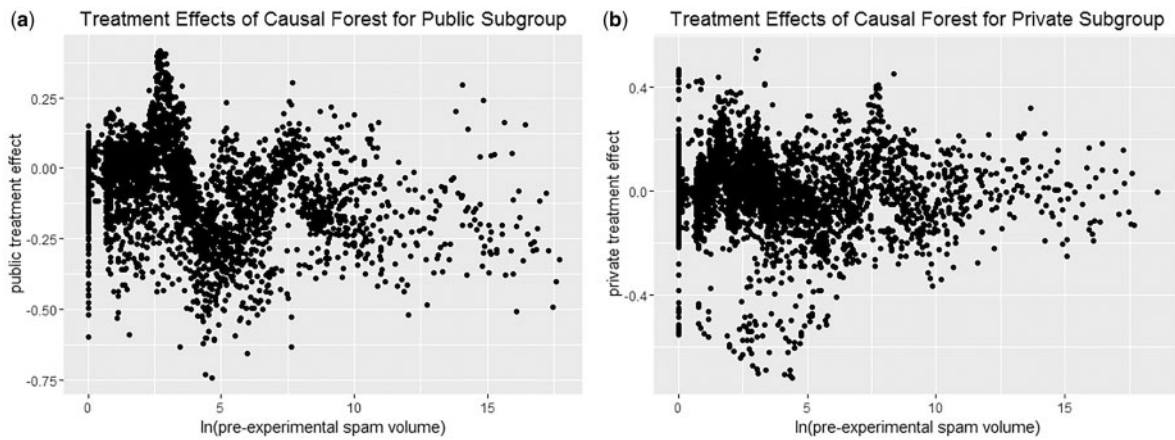 (a)
Treatment Effects of Causal Forest for Public Subgroup
public treatment effect
0.25
0.00
-0.25
-0.50
-0.75
0
5
10
15
ln(pre-experimental spam volume)
(b)
Treatment Effects of Causal Forest for Private Subgroup
private treatment effect
0.4
0.0
-0.4
0
5
10
15
ln(pre-experimental spam volume)